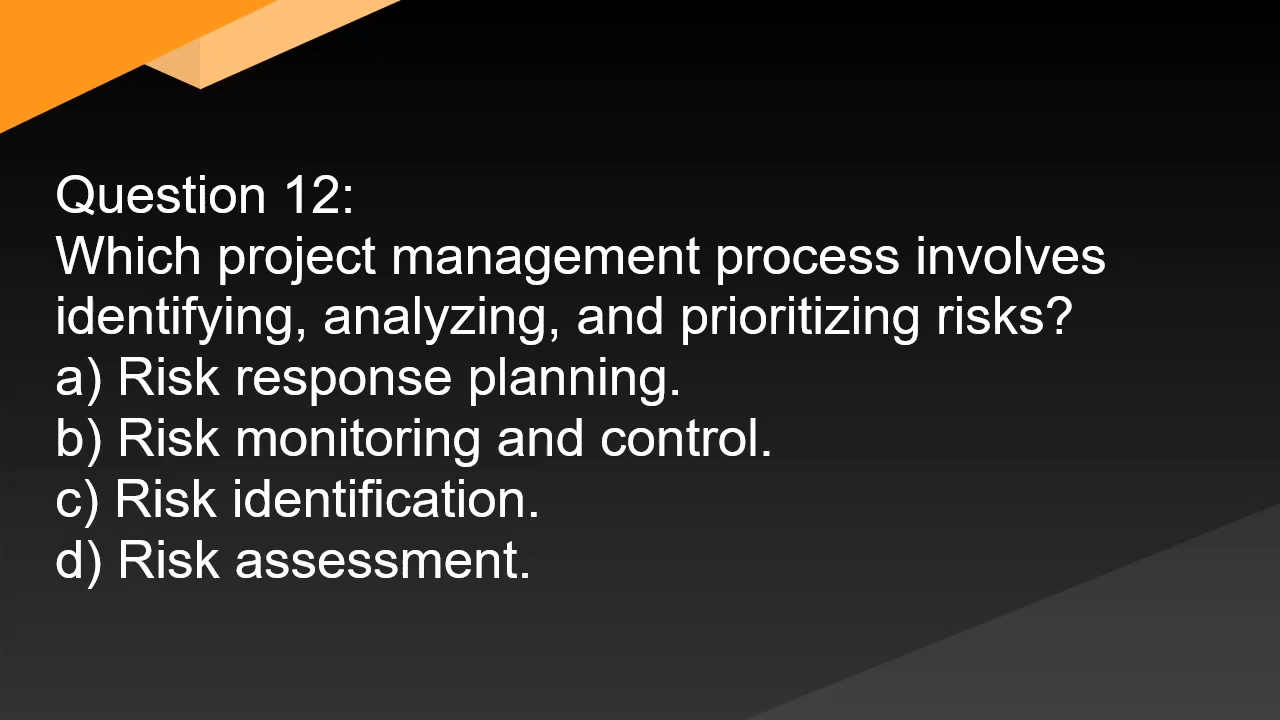 Question 12:
Which project management process involves
identifying, analyzing, and prioritizing risks?
a) Risk response planning.
b) Risk monitoring and control.
c) Risk identification.
d) Risk assessment.